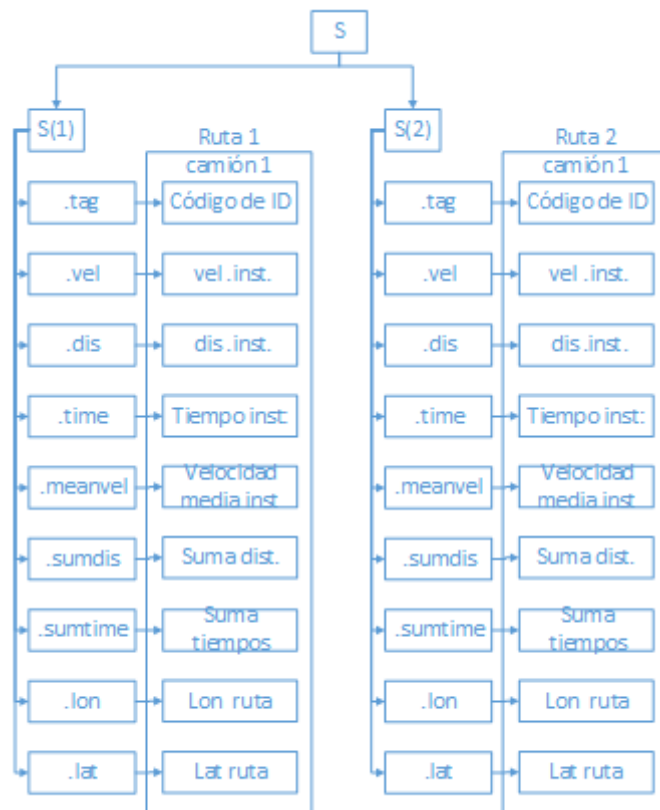 S
S(1)
Ruta 1
camión 1
.tag
Código de ID
.vel
vel .inst.
.dis
dis .inst.
.time
Tiempo inst:
.meanvel
Velocidad
media inst
.sumdis
Suma dist.
.sumtime
Suma
tiempos
.lon
Lon ruta
.lat
Lat ruta
S(2)
Ruta 2
camión 1
.tag
Código de ID
.vel
vel .inst.
.dis
dis .inst.
.time
Tiempo inst:
.meanvel
Velocidad
media inst
.sumdis
Suma dist.
.sumtime
Suma
tiempos
.lon
Lon ruta
.lat
Lat ruta